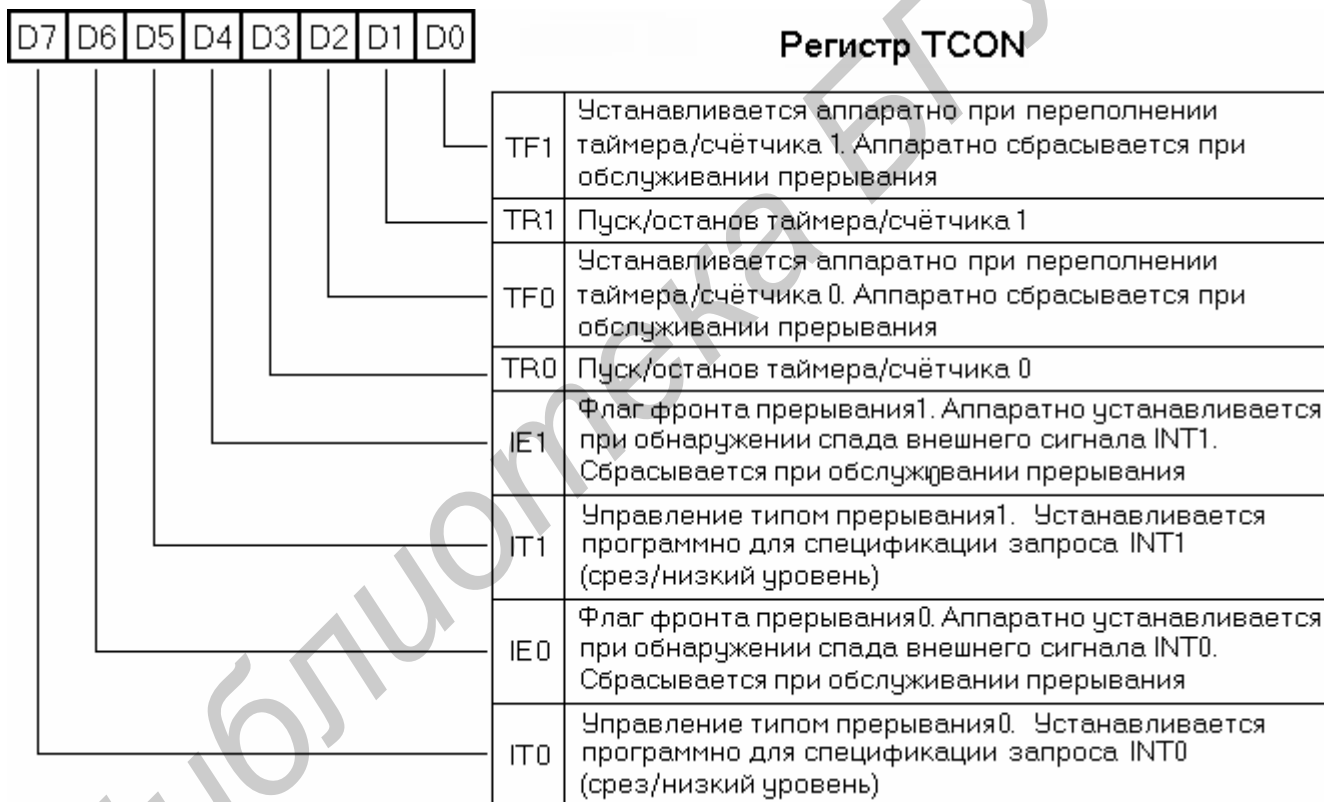 D7 D6 D5 D4 D3 D2 D1 D0
Регистр TCON
TF1
Устанавливается аппаратно при переполнении
таймера/счётчика 1. Аппаратно сбрасывается при
обслуживании прерывания
TR1 Пуск/останов таймера/счётчика 1
TF0
Устанавливается аппаратно при переполнении
таймера/счётчика 0. Аппаратно сбрасывается при
обслуживании прерывания
TR0 Пуск/останов таймера/счётчика 0
IE1
Флаг фронта прерывания1. Аппаратно устанавливается
при обнаружении спада внешнего сигнала INT1.
Сбрасывается при обслуживании прерывания
IT1
Управление типом прерывания1. Устанавливается
программно для спецификации запроса INT1
(срез/низкий уровень)
IE0
Флаг фронта прерывания0. Аппаратно устанавливается
при обнаружении спада внешнего сигнала INT0.
Сбрасывается при обслуживании прерывания
IT0
Управление типом прерывания0. Устанавливается
программно для спецификации запроса INT0
(срез/низкий уровень)